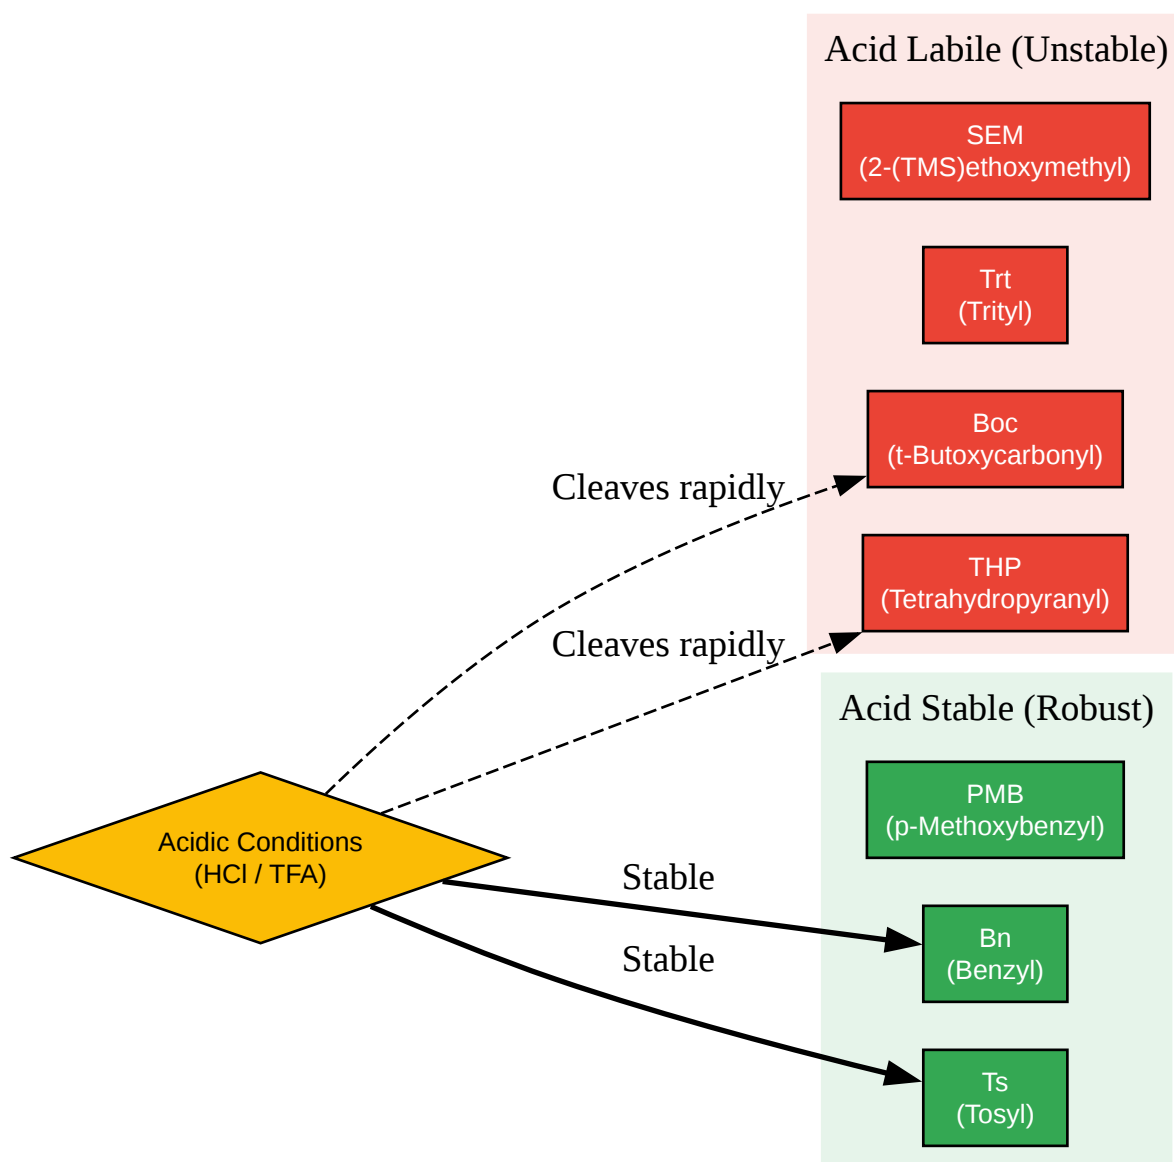 Acid Labile (Unstable)
SEM
(2-(TMS)ethoxymethyl)
Trt
(Trityl)
Boc
(t-Butoxycarbonyl)
Cleaves rapidly
THP
(Tetrahydropyranyl)
Cleaves rapidly
Acid Stable (Robust)
PMB
(p-Methoxybenzyl)
Acidic Conditions
(HCl / TFA)
Stable
Bn
(Benzyl)
Stable
Ts
(Tosyl)